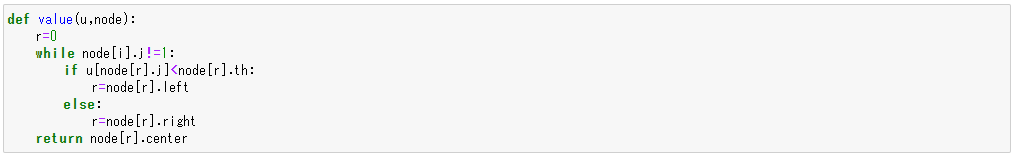 def value(u,node):
    r=0
    while node[i].j!=1:
        if u[node[r].j]<node[r].th:
            r=node[r].left
        else:
            r=node[r].right
    return node[r].center